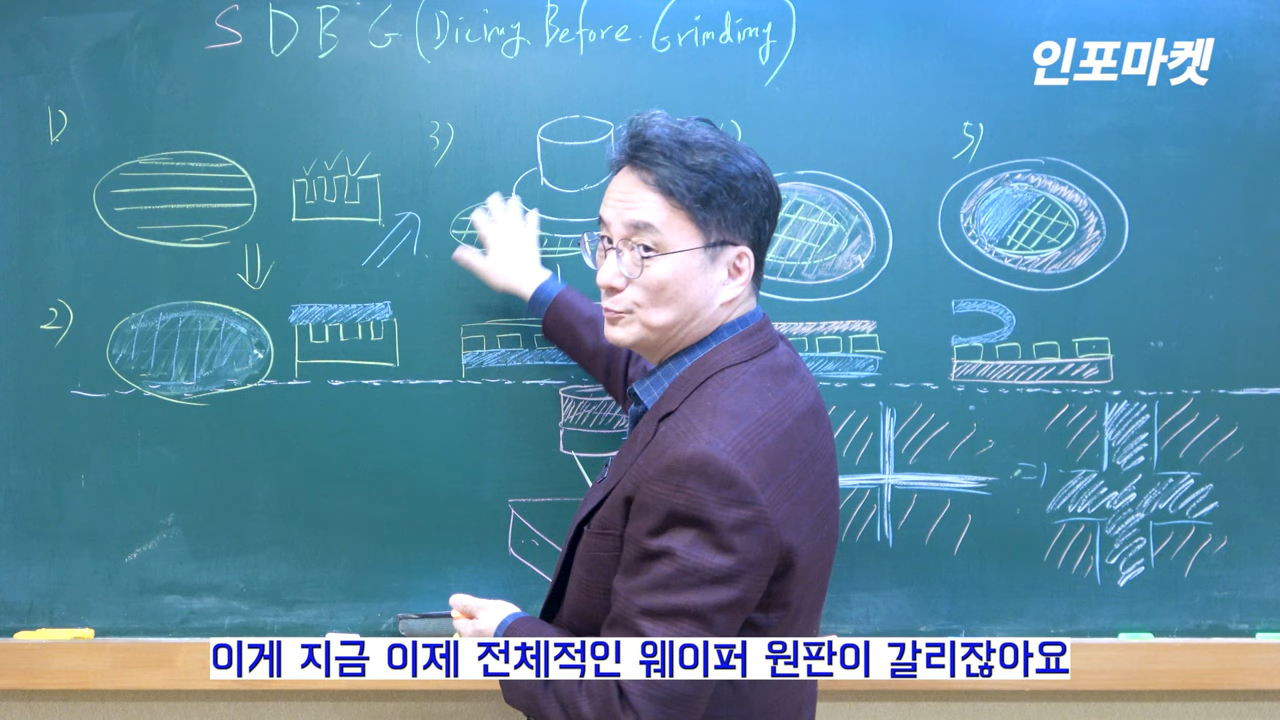 SDBG (Dicing Before Grinding)
인포마켓
1)
3)
5)
2)
이게 지금 이제 전체적인 웨이퍼 원판이 갈리잖아요